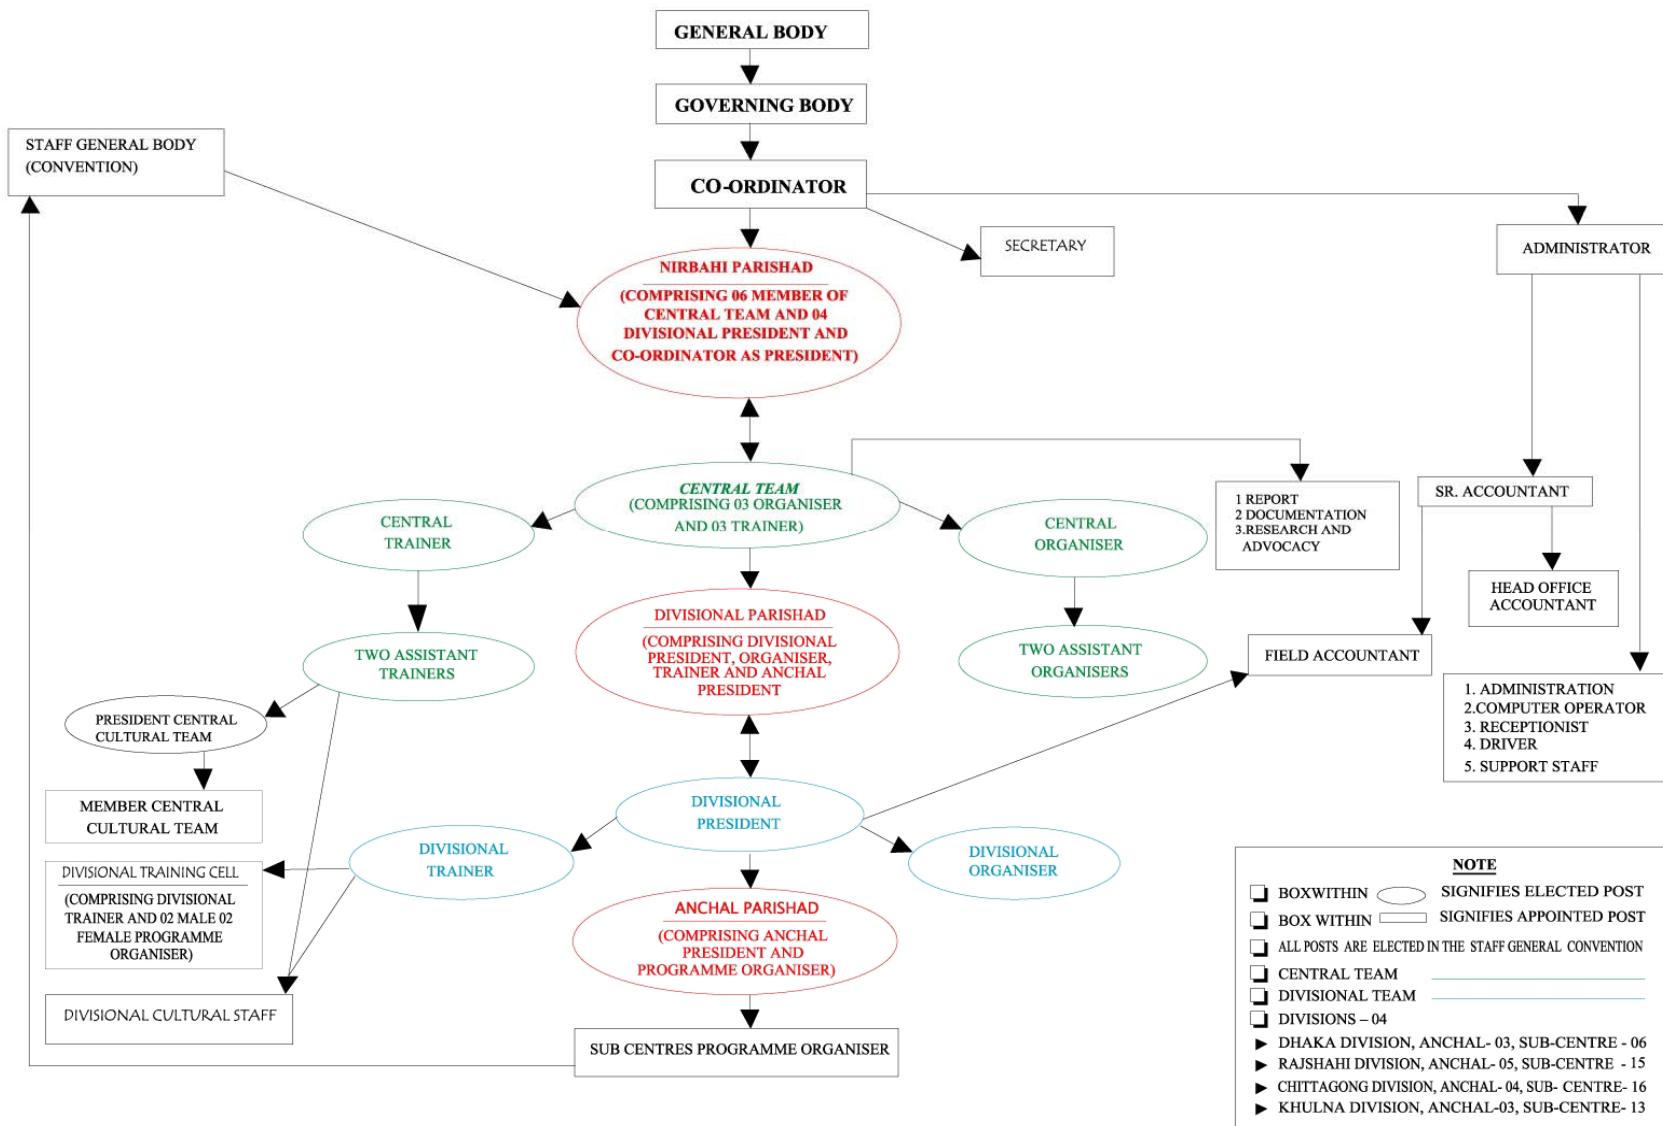 GENERAL BODY
GOVERNING BODY
STAFF GENERAL BODY
(CONVENTION)
CO-ORDINATOR
SECRETARY
ADMINISTRATOR
NIRBAHI PARISHAD
(COMPRISING 06 MEMBER OF
CENTRAL TEAM AND 04
DIVISIONAL PRESIDENT AND
CO-ORDINATOR AS PRESIDENT)
CENTRAL TEAM
(COMPRISING 03 ORGANISER
AND 03 TRAINER)
CENTRAL
TRAINER
CENTRAL
ORGANISER
1 REPORT
2 DOCUMENTATION
3.RESEARCH AND
ADVOCACY
SR. ACCOUNTANT
HEAD OFFICE
ACCOUNTANT
DIVISIONAL PARISHAD
(COMPRISING DIVISIONAL
PRESIDENT, ORGANISER,
TRAINER AND ANCHAL
PRESIDENT
TWO ASSISTANT
TRAINERS
TWO ASSISTANT
ORGANISERS
FIELD ACCOUNTANT
1. ADMINISTRATION
2.COMPUTER OPERATOR
3. RECEPTIONIST
4. DRIVER
5. SUPPORT STAFF
PRESIDENT CENTRAL
CULTURAL TEAM
MEMBER CENTRAL
CULTURAL TEAM
DIVISIONAL
PRESIDENT
DIVISIONAL
TRAINER
DIVISIONAL
ORGANISER
DIVISIONAL TRAINING CELL
(COMPRISING DIVISIONAL
TRAINER AND 02 MALE 02
FEMALE PROGRAMME
ORGANISER)
ANCHAL PARISHAD
(COMPRISING ANCHAL
PRESIDENT AND
PROGRAMME ORGANISER)
DIVISIONAL CULTURAL STAFF
SUB CENTRES PROGRAMME ORGANISER
NOTE
BOXWITHIN SIGNIFIES ELECTED POST
BOX WITHIN SIGNIFIES APPOINTED POST
ALL POSTS ARE ELECTED IN THE STAFF GENERAL CONVENTION
CENTRAL TEAM
DIVISIONAL TEAM
DIVISIONS – 04
DHAKA DIVISION, ANCHAL- 03, SUB-CENTRE - 06
RAJSHAHI DIVISION, ANCHAL- 05, SUB-CENTRE - 15
CHITTAGONG DIVISION, ANCHAL- 04, SUB- CENTRE- 16
KHULNA DIVISION, ANCHAL-03, SUB-CENTRE- 13